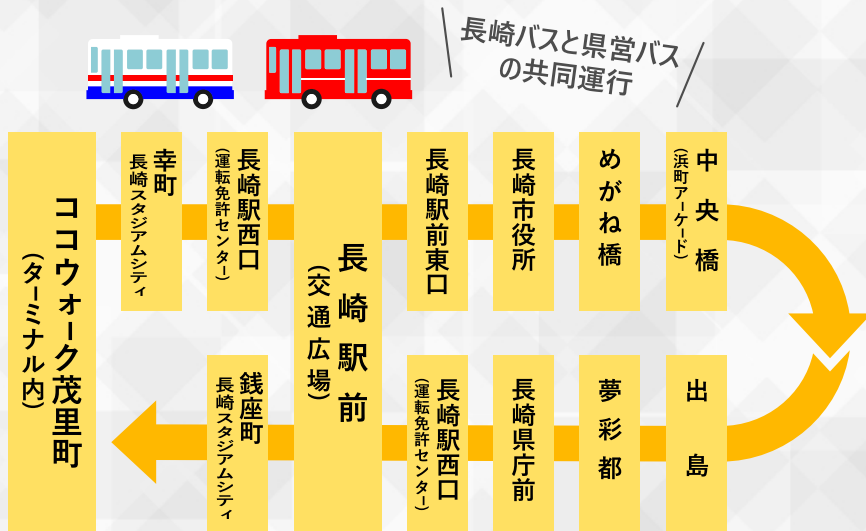 長崎バスと県営バス
の共同運行
ココウォーク茂里町
(ターミナル内)
幸町
長崎スタジアムシティ
長崎駅西口
(運転免許センター)
長崎駅前
(交通広場)
長崎駅前東口
長崎市役所
めがね橋
中央橋
(浜町アーケード)
出島
夢彩都
長崎県庁前
長崎駅西口
(運転免許センター)
銭座町
長崎スタジアムシティ